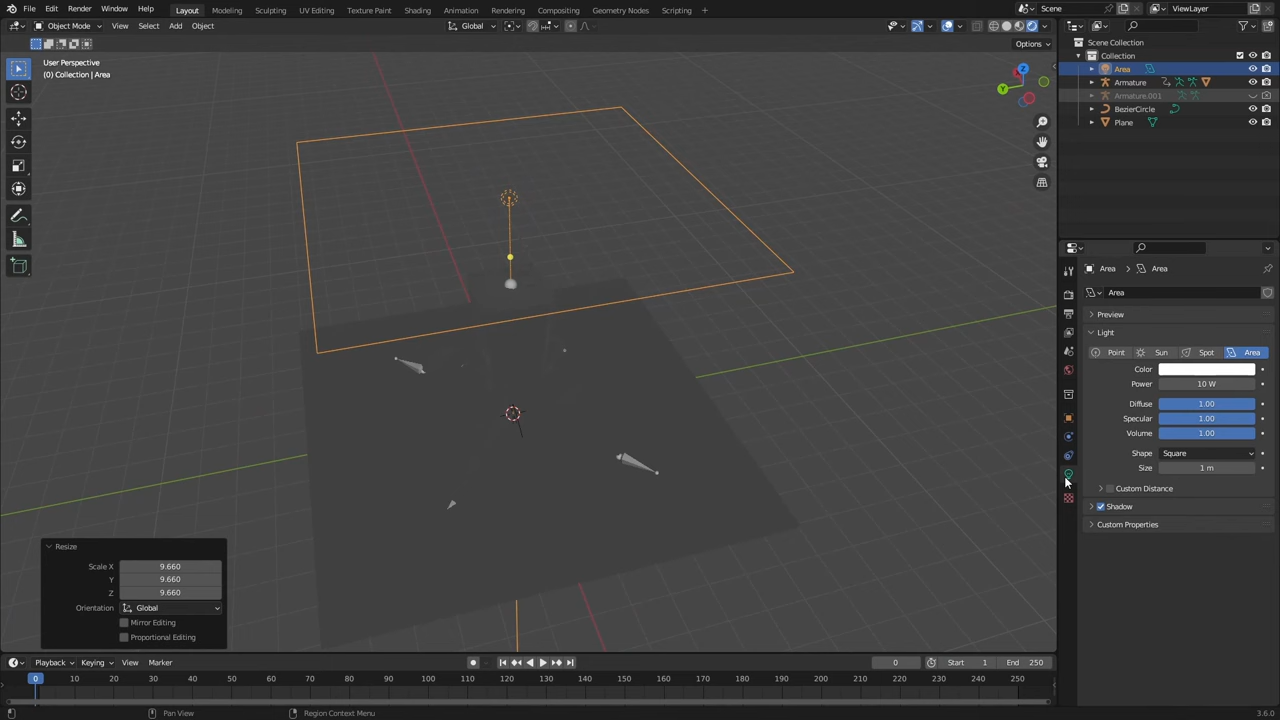 File Edit Render Window Help Layout Modeling Sculpting UV Editing Texture Paint Shading Animation Rendering Compositing Geometry Nodes Scripting + Scene ViewLayer
Object Mode View Select Add Object Global
Options
User Perspective
(0) Collection | Area
Z
Y
Scene Collection
Collection
Area
Armature
Armature.001
BezierCircle
Plane
Area > Area
Area
Preview
Light
Point Sun Spot Area
Color
Power 10 W
Diffuse 1.00
Specular 1.00
Volume 1.00
Shape Square
Size 1 m
Custom Distance
Shadow
Custom Properties
Resize
Scale X 9.660
Y 9.660
Z 9.660
Orientation Global
Mirror Editing
Proportional Editing
Playback Keying View Marker 0 Start 1 End 250
0 10 20 30 40 50 60 70 80 90 100 110 120 130 140 150 160 170 180 190 200 210 220 230 240 250
Pan View Region Context Menu 3.6.0